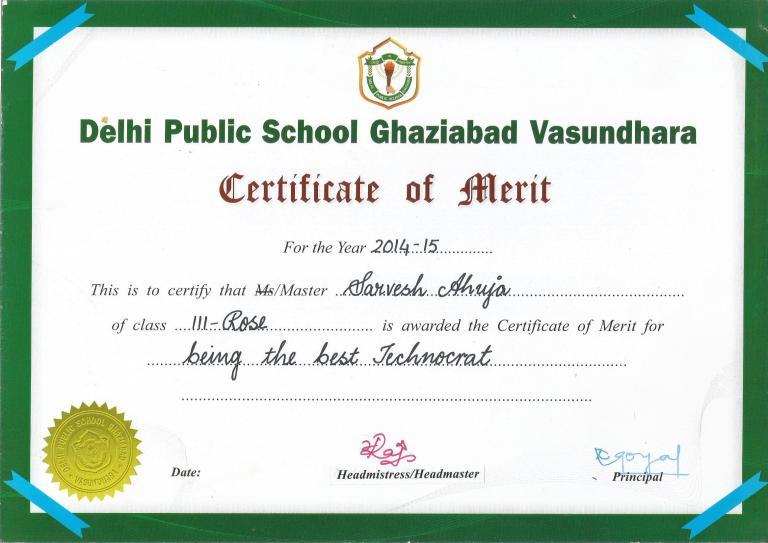 Delhi Public School Ghaziabad Vasundhara
Certificate of Merit
For the Year 2014-15
This is to certify that Ms/Master Sarvesh Ahuja
of class III-Rose is awarded the Certificate of Merit for
being the best Technocrat
DELHI PUBLIC SCHOOL
VASUNDHARA
Date:
Headmistress/Headmaster
goyal
Principal